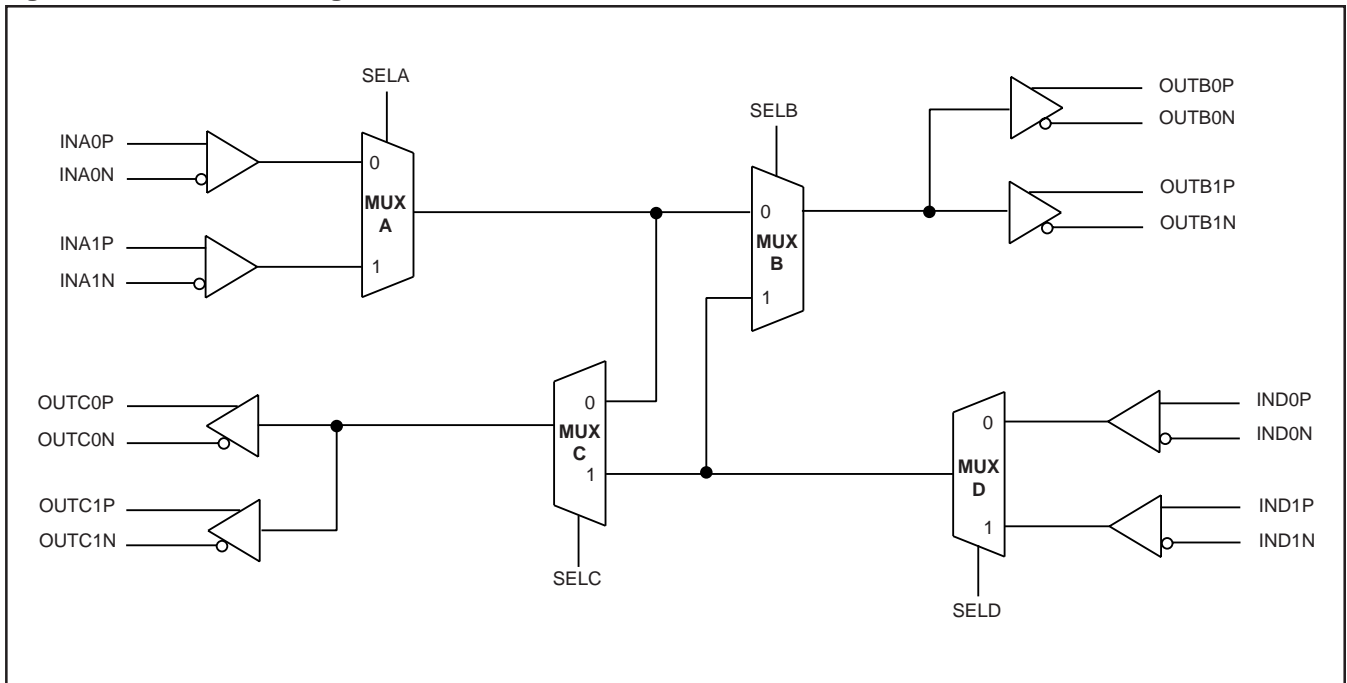 SELA
INA0P
INA0N
0
MUX
A
INA1P
INA1N
1
SELB
0
MUX
B
1
OUTB0P
OUTB0N
OUTB1P
OUTB1N
OUTC0P
OUTC0N
OUTC1P
OUTC1N
0
MUX
C
1
SELC
0
MUX
D
1
SELD
IND0P
IND0N
IND1P
IND1N